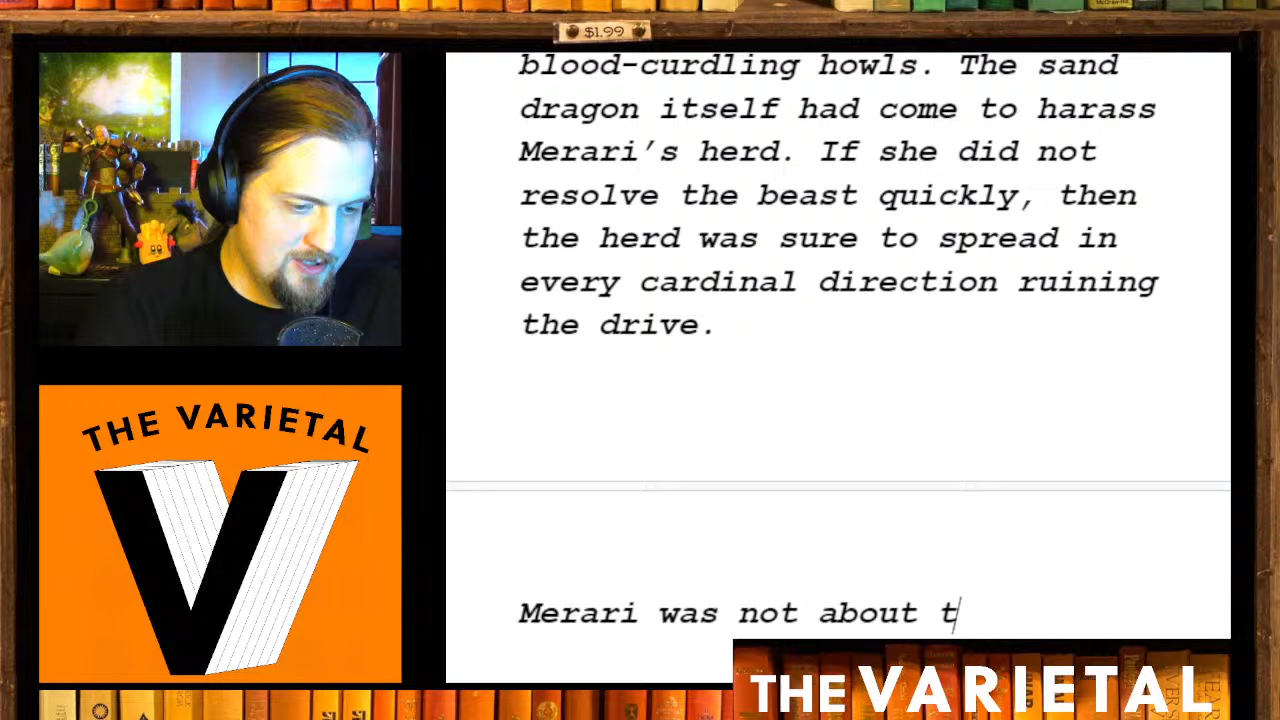 $1.99
blood-curdling howls. The sand
dragon itself had come to harass
Merari’s herd. If she did not
resolve the beast quickly, then
the herd was sure to spread in
every cardinal direction ruining
the drive.
Merari was not about t
THE VARIETAL
V
THE VARIETAL